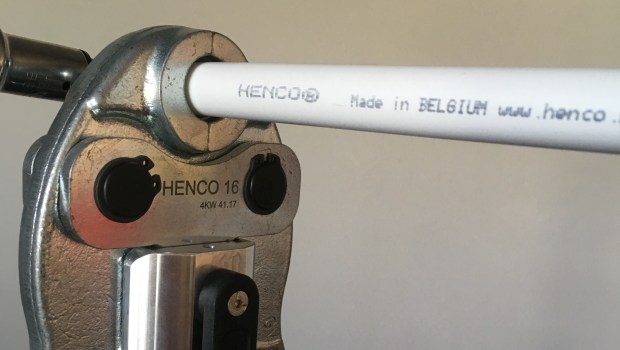 HENCO® Made in BELGIUM www.henco.
HENCO 16
4KW 41.17